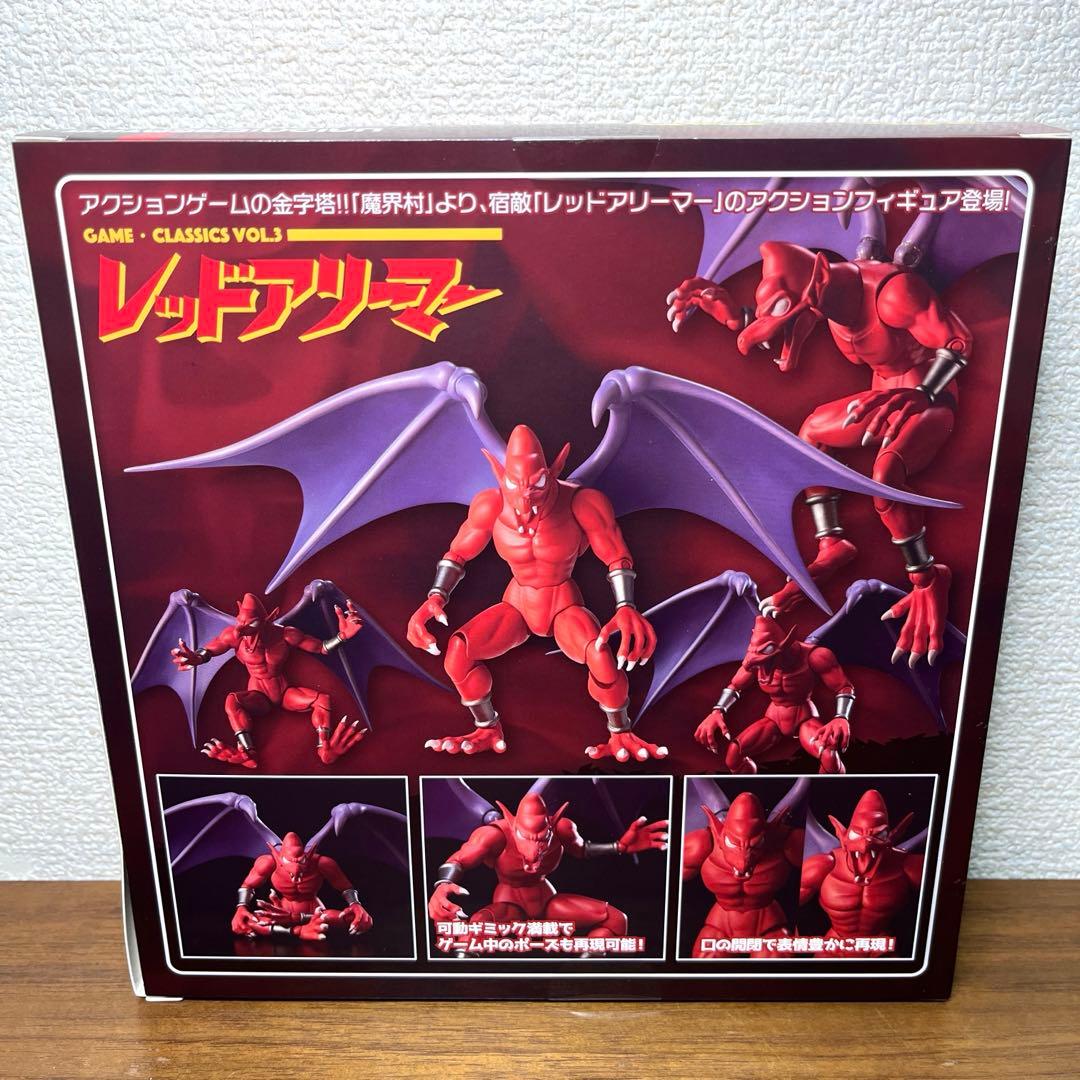 アクションゲームの金字塔!!「魔界村」より、宿敵「レッドアリーマー」のアクションフィギュア登場!
GAME・CLASSICS VOL.3
レッドアリーマー
可動ギミック満載で
ゲーム中のポーズも再現可能!
口の開閉で表情豊かに再現!